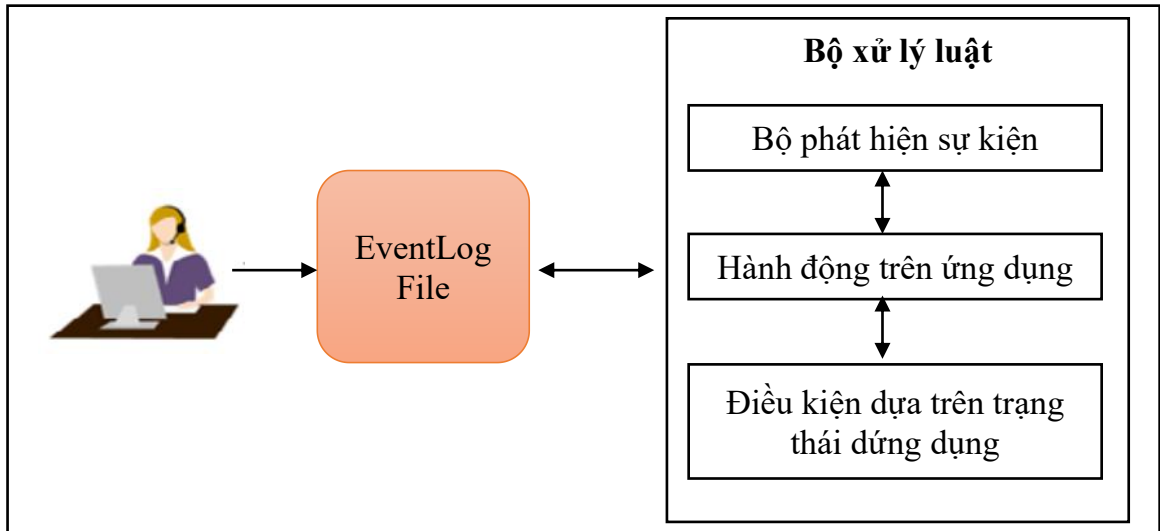 Bộ xử lý luật
Bộ phát hiện sự kiện
EventLog
File
Hành động trên ứng dụng
Điều kiện dựa trên trạng
thái dứng dụng